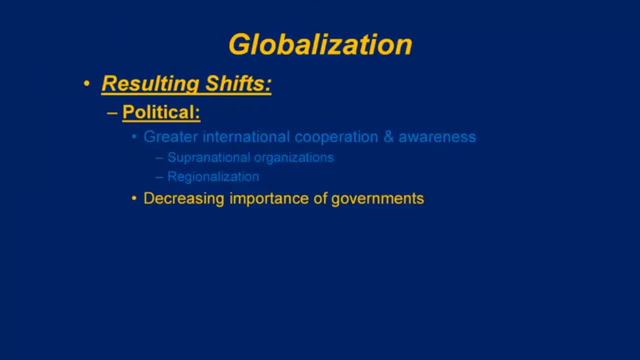 Globalization
• Resulting Shifts:
– Political:
• Greater international cooperation & awareness
– Supranational organizations
– Regionalization
• Decreasing importance of governments